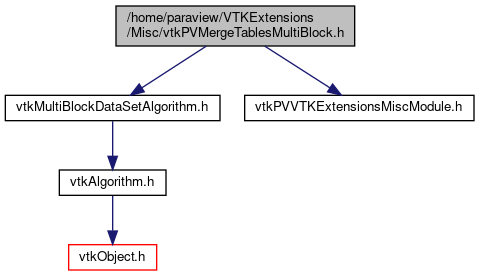 /home/paraview/VTKExtensions
/Misc/vtkPVMergeTablesMultiBlock.h
vtkMultiBlockDataSetAlgorithm.h
vtkPVVTKExtensionsMiscModule.h
vtkAlgorithm.h
vtkObject.h